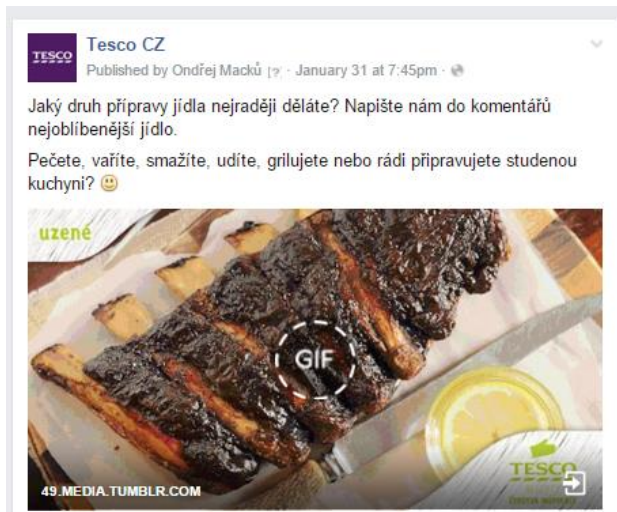 TESCO
Tesco CZ
Published by Ondřej Macků [?] · January 31 at 7:45pm ·
Jaký druh přípravy jídla nejraději děláte? Napište nám do komentářů
nejoblíbenější jídlo.
Pečete, vaříte, smažíte, udíte, grilujete nebo rádi připravujete studenou
kuchyni? 🙂
uzené
GIF
TESCO
49.MEDIA.TUMBLR.COM